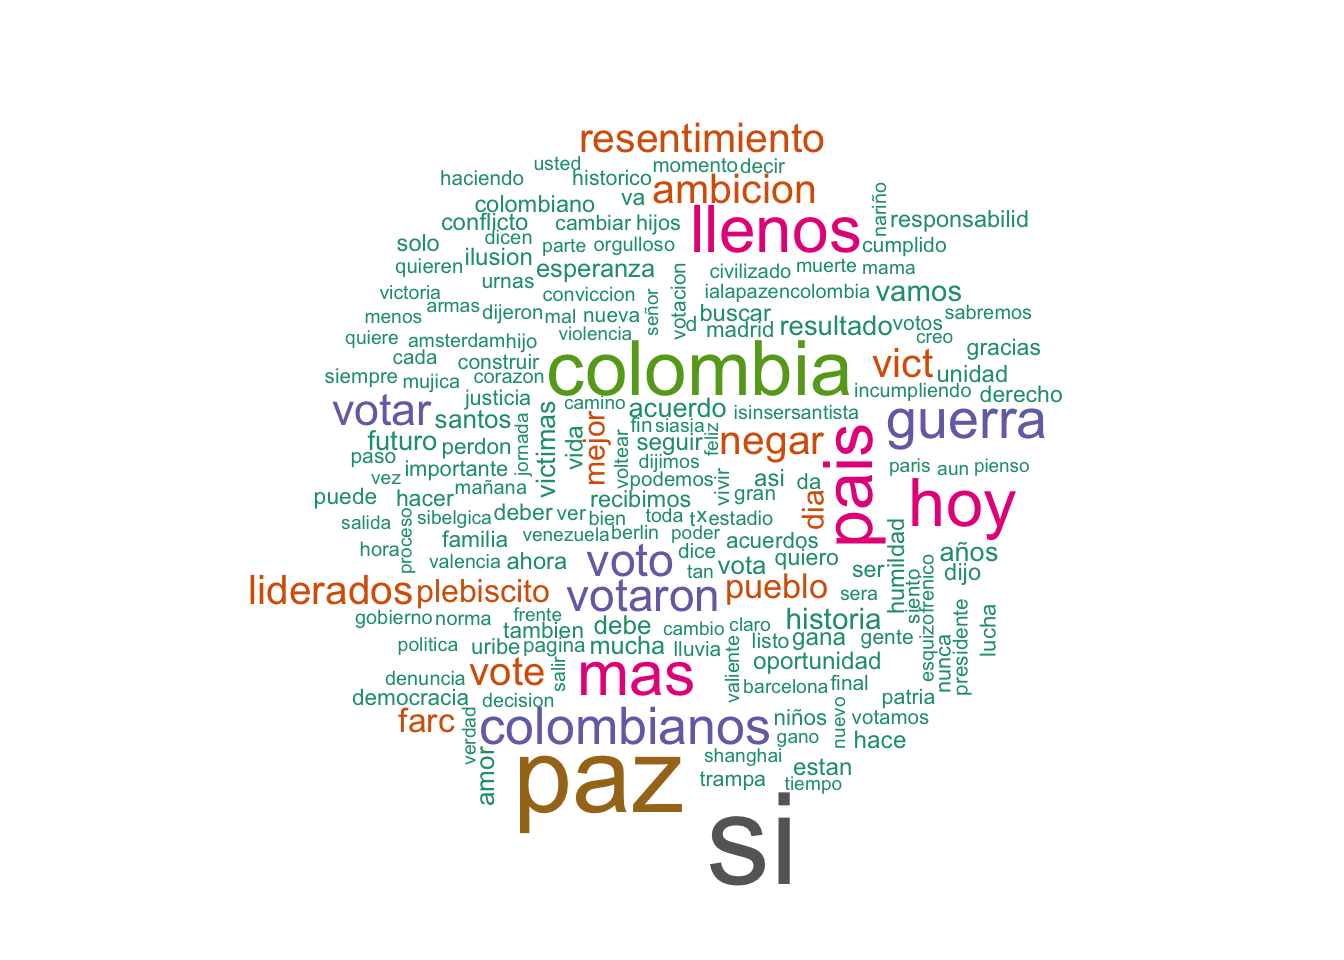 resentimiento
usted
momento
decir
haciendo
historico
ambicion
nariño
colombiano
va
llenos
responsabilid
conflicto
cambiar
hijos
solo
dicen
parte
orgulloso
cumplido
quieren
ilusion
esperanza
votacion
civilizado
muerte
mama
urnas
victoria
conviccion
señor
ialapazencolombia
vamos
armas
menos
dijeron
mal
nueva
d
buscar
madrid
resultado
votos
sabremos
quiere
amsterdam
hijo
violencia
creo
gracias
cada
construir
colombia
vict
unidad
siempre
mujica
corazon
incumpliendo
derecho
votar
justicia
camino
acuerdo
isinsersantista
guerra
santos
jornada
victimas
vida
mejor
fin
siasia
feliz
negar
pais
futuro
perdon
voltear
seguir
paso
importante
dijimos
paris
aun
pienso
vez
mañana
podemos
vivir
asi
da
puede
hacer
recibimos
gran
dia
hoy
salida
sibelgica
deber
ver
bien
toda
t
x
estadio
proceso
familia
venezuela
berlin
poder
acuerdos
humildad
hora
valencia
ahora
voto
dice
quiero
años
tan
vota
ser
dijo
liderados
plebiscito
votaron
pueblo
sera
siento
esquizofrenico
gobierno
norma
frente
tambien
debe
cambio
claro
historia
lucha
politica
uribe
pagina
mucha
lluvia
listo
gana
gente
nunca
presidente
denuncia
vote
salir
mas
valiente
oportunidad
democracia
decision
barcelona
final
patria
farc
verdad
colombianos
niños
nuevo
votamos
gano
hace
amor
paz
shanghai
estan
trampa
tiempo
si